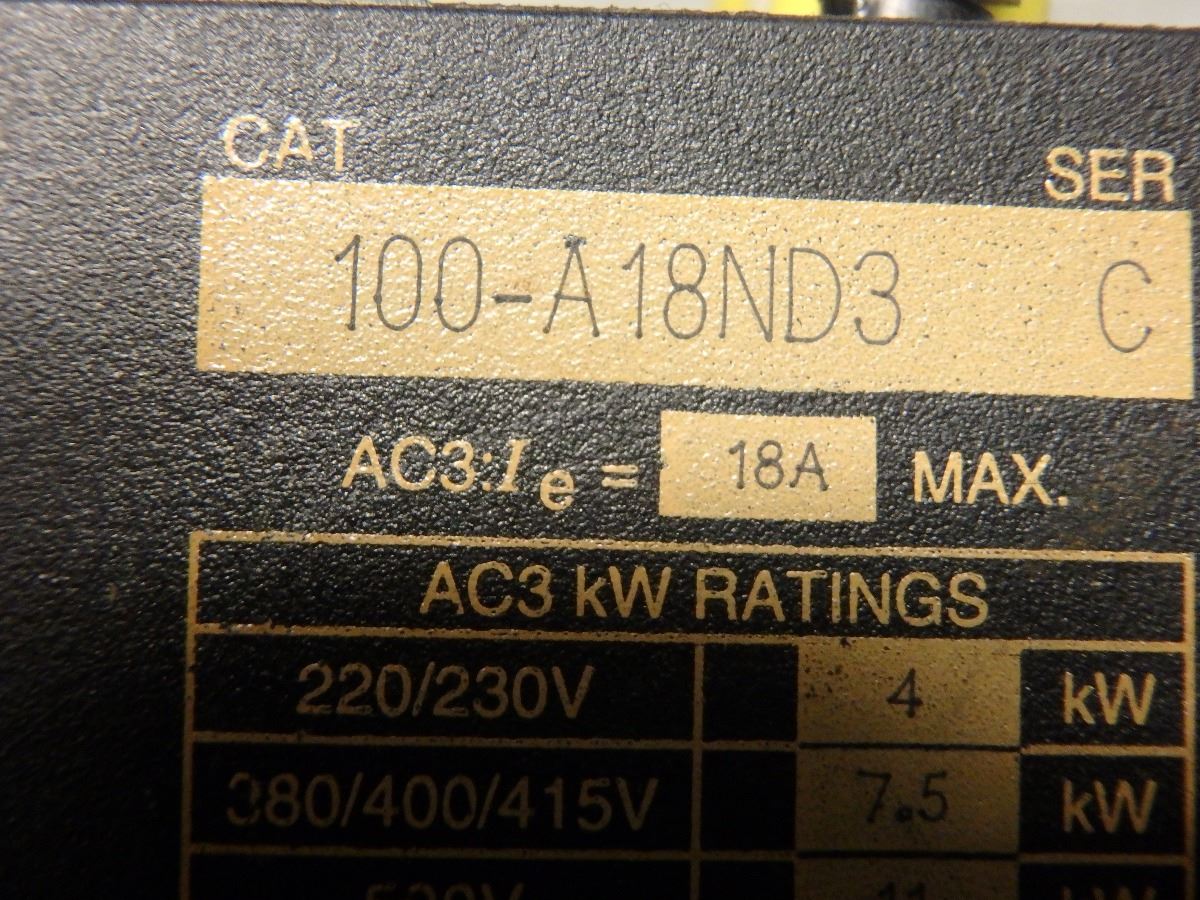 CAT SER
100-A18ND3 C
AC3:Ie = 18A MAX.
AC3 kW RATINGS
220/230V 4 kW
380/400/415V 7.5 kW